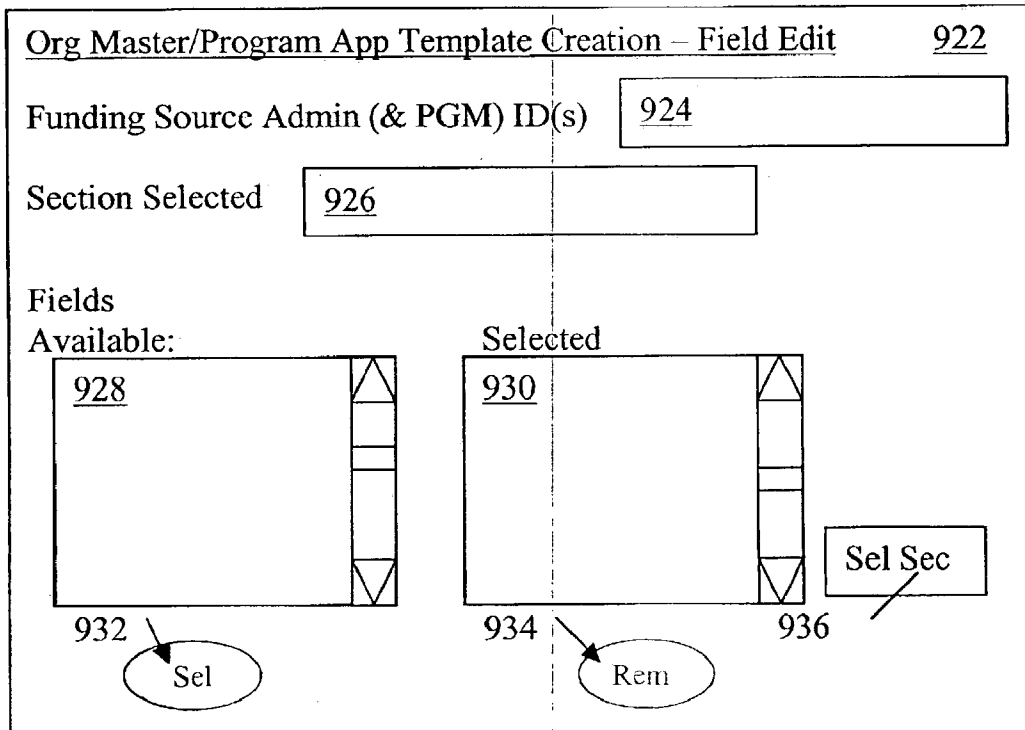 Org Master/Program App Template Creation – Field Edit 922
Funding Source Admin (& PGM) ID(s) 924
Section Selected 926
Fields
Available: Selected
928 930
Sel Sec
932 934 936
Sel Rem